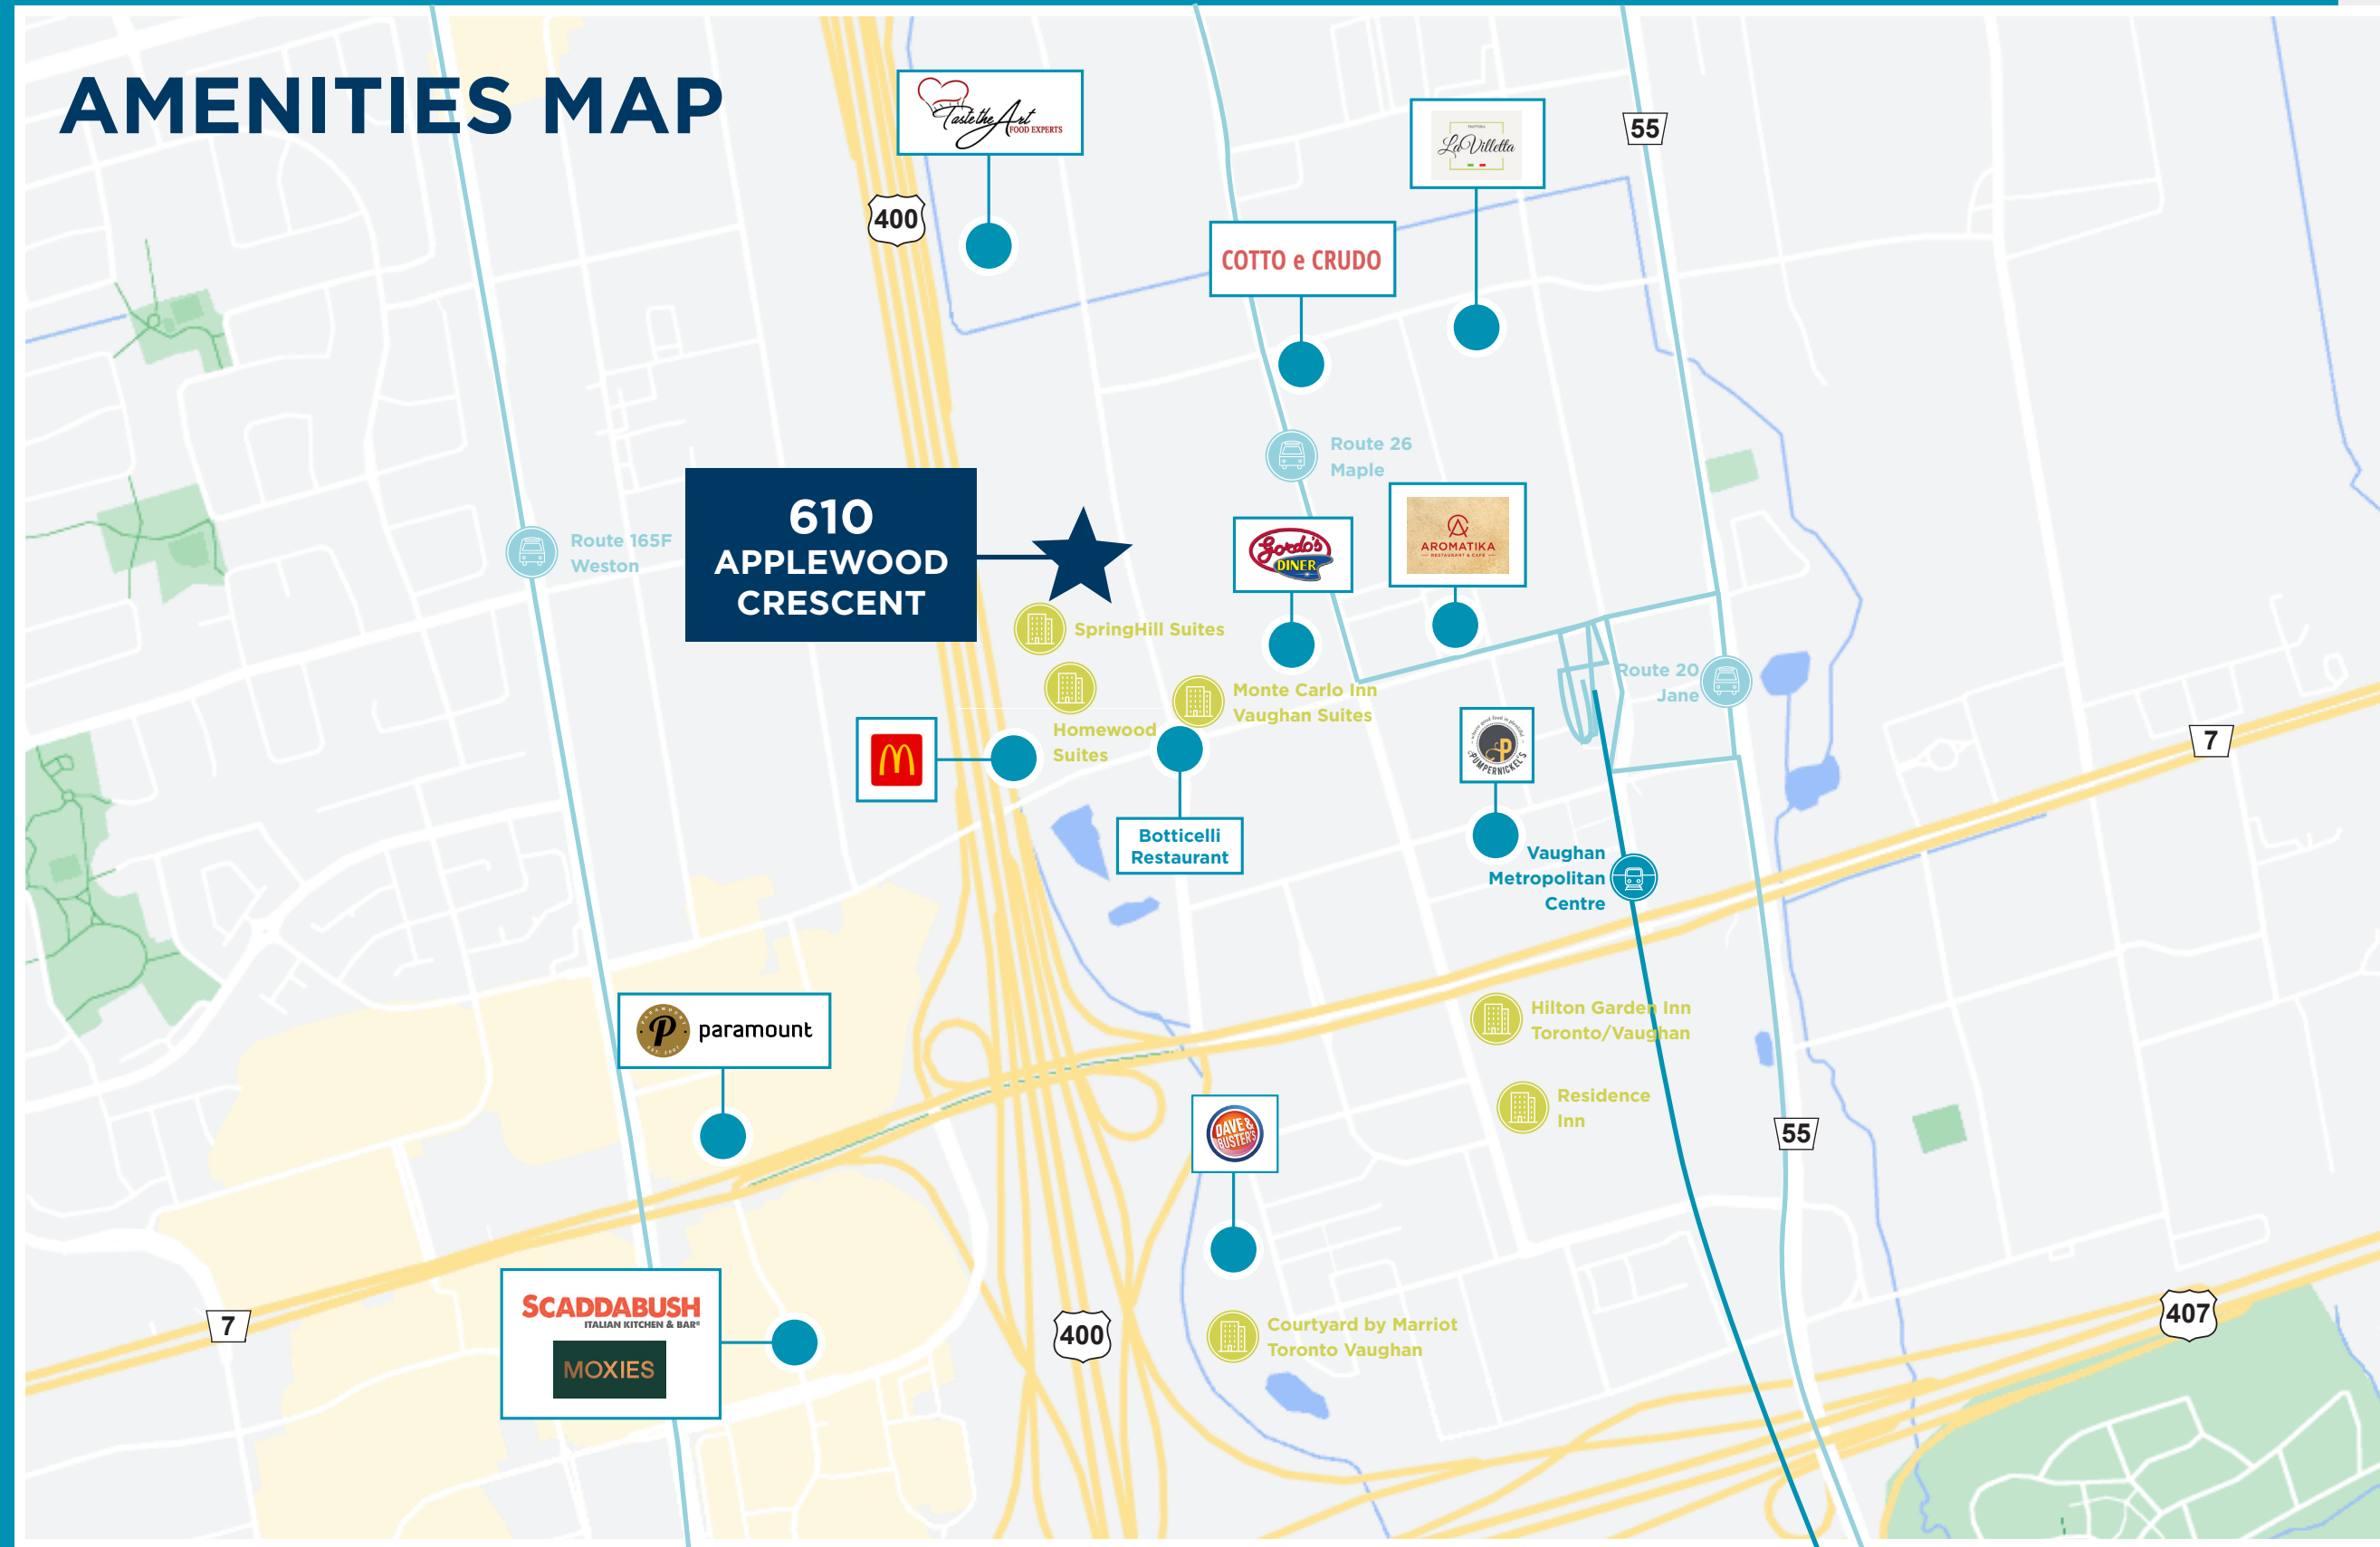 AMENITIES MAP
Taste the Art
FOOD EXPERTS
La Villetta
55
400
COTTO e CRUDO
Route 26
Maple
610
APPLEWOOD
CRESCENT
Route 165F
Weston
Gordo's
DINER
AROMATIKA
RESTAURANT & CAFE
SpringHill Suites
Homewood
Suites
Monte Carlo Inn
Vaughan Suites
Route 20
Jane
7
PUMPERNICKEL'S
Botticelli
Restaurant
Vaughan
Metropolitan
Centre
P
paramount
Hilton Garden Inn
Toronto/Vaughan
Residence
Inn
DAVE &
BUSTER'S
55
SCADDABUSH
ITALIAN KITCHEN & BAR®
MOXIES
7
400
Courtyard by Marriot
Toronto Vaughan
407